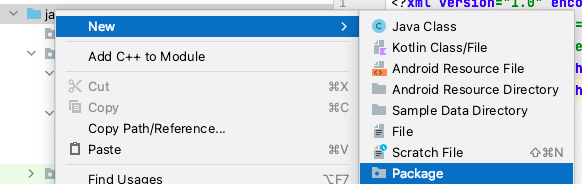 ja
New
Add C++ to Module
Cut ⌘X
Copy ⌘C
Copy Path/Reference...
Paste ⌘V
Find Usages ⌥F7
1
<?xml version="1.0" enco
Java Class
Kotlin Class/File
Android Resource File
Android Resource Directory
Sample Data Directory
File
Scratch File ⇧⌘N
Package